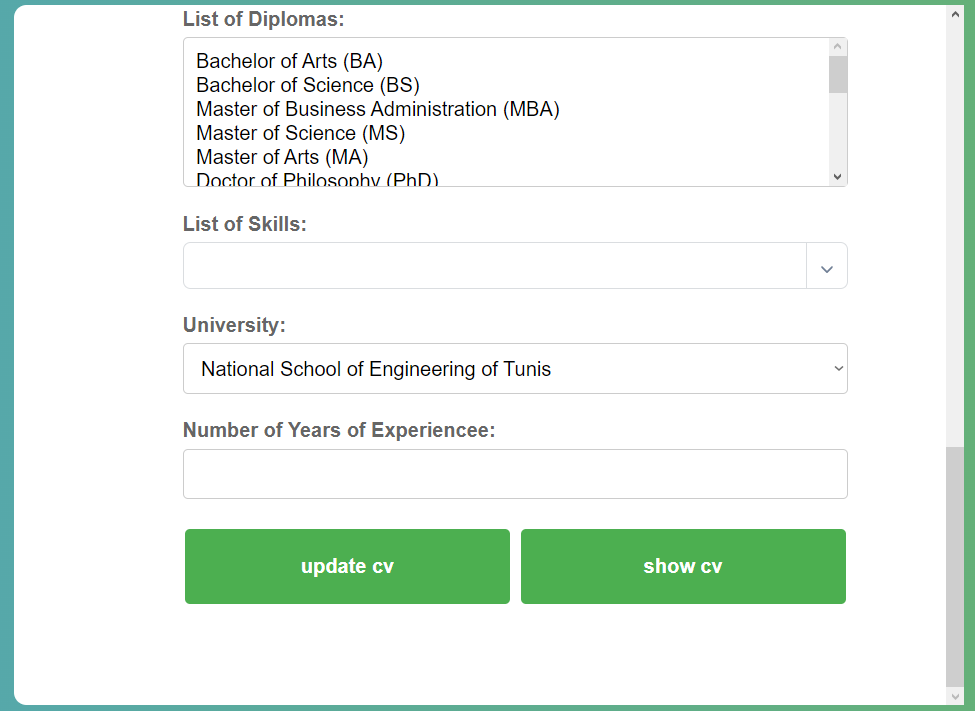 List of Diplomas:
Bachelor of Arts (BA)
Bachelor of Science (BS)
Master of Business Administration (MBA)
Master of Science (MS)
Master of Arts (MA)
Doctor of Philosophy (PhD)
List of Skills:
University:
National School of Engineering of Tunis
Number of Years of Experiencee:
update cv
show cv